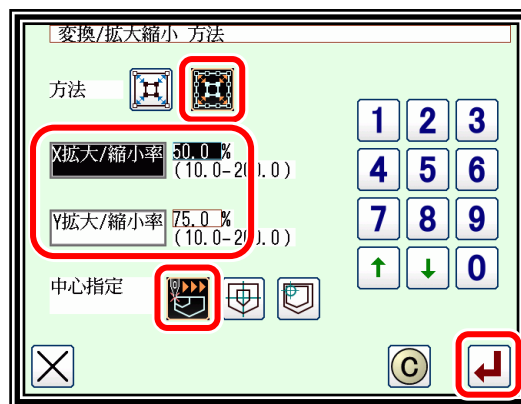 変換/拡大縮小 方法
方法
X拡大/縮小率 50.0 %
(10.0-200.0)
Y拡大/縮小率 75.0 %
(10.0-200.0)
中心指定
1 2 3
4 5 6
7 8 9
↑ ↓ 0
C